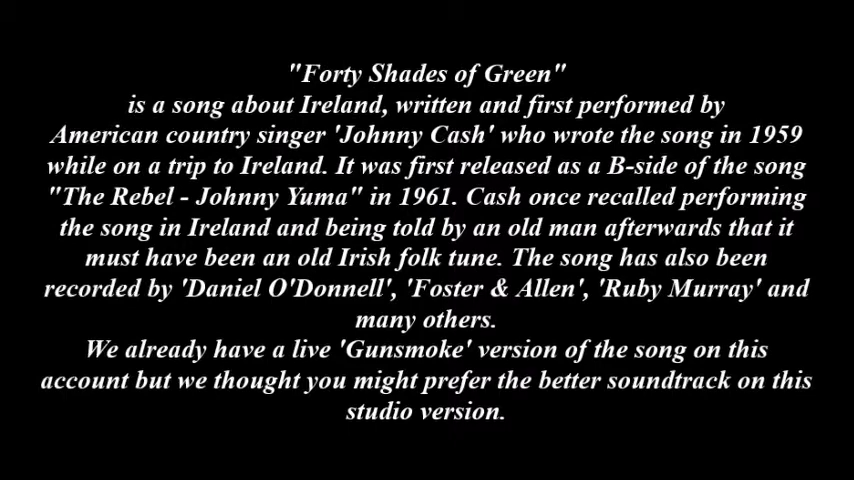 "Forty Shades of Green"
is a song about Ireland, written and first performed by
American country singer 'Johnny Cash' who wrote the song in 1959
while on a trip to Ireland. It was first released as a B-side of the song
"The Rebel - Johnny Yuma" in 1961. Cash once recalled performing
the song in Ireland and being told by an old man afterwards that it
must have been an old Irish folk tune. The song has also been
recorded by 'Daniel O'Donnell', 'Foster & Allen', 'Ruby Murray' and
many others.
We already have a live 'Gunsmoke' version of the song on this
account but we thought you might prefer the better soundtrack on this
studio version.